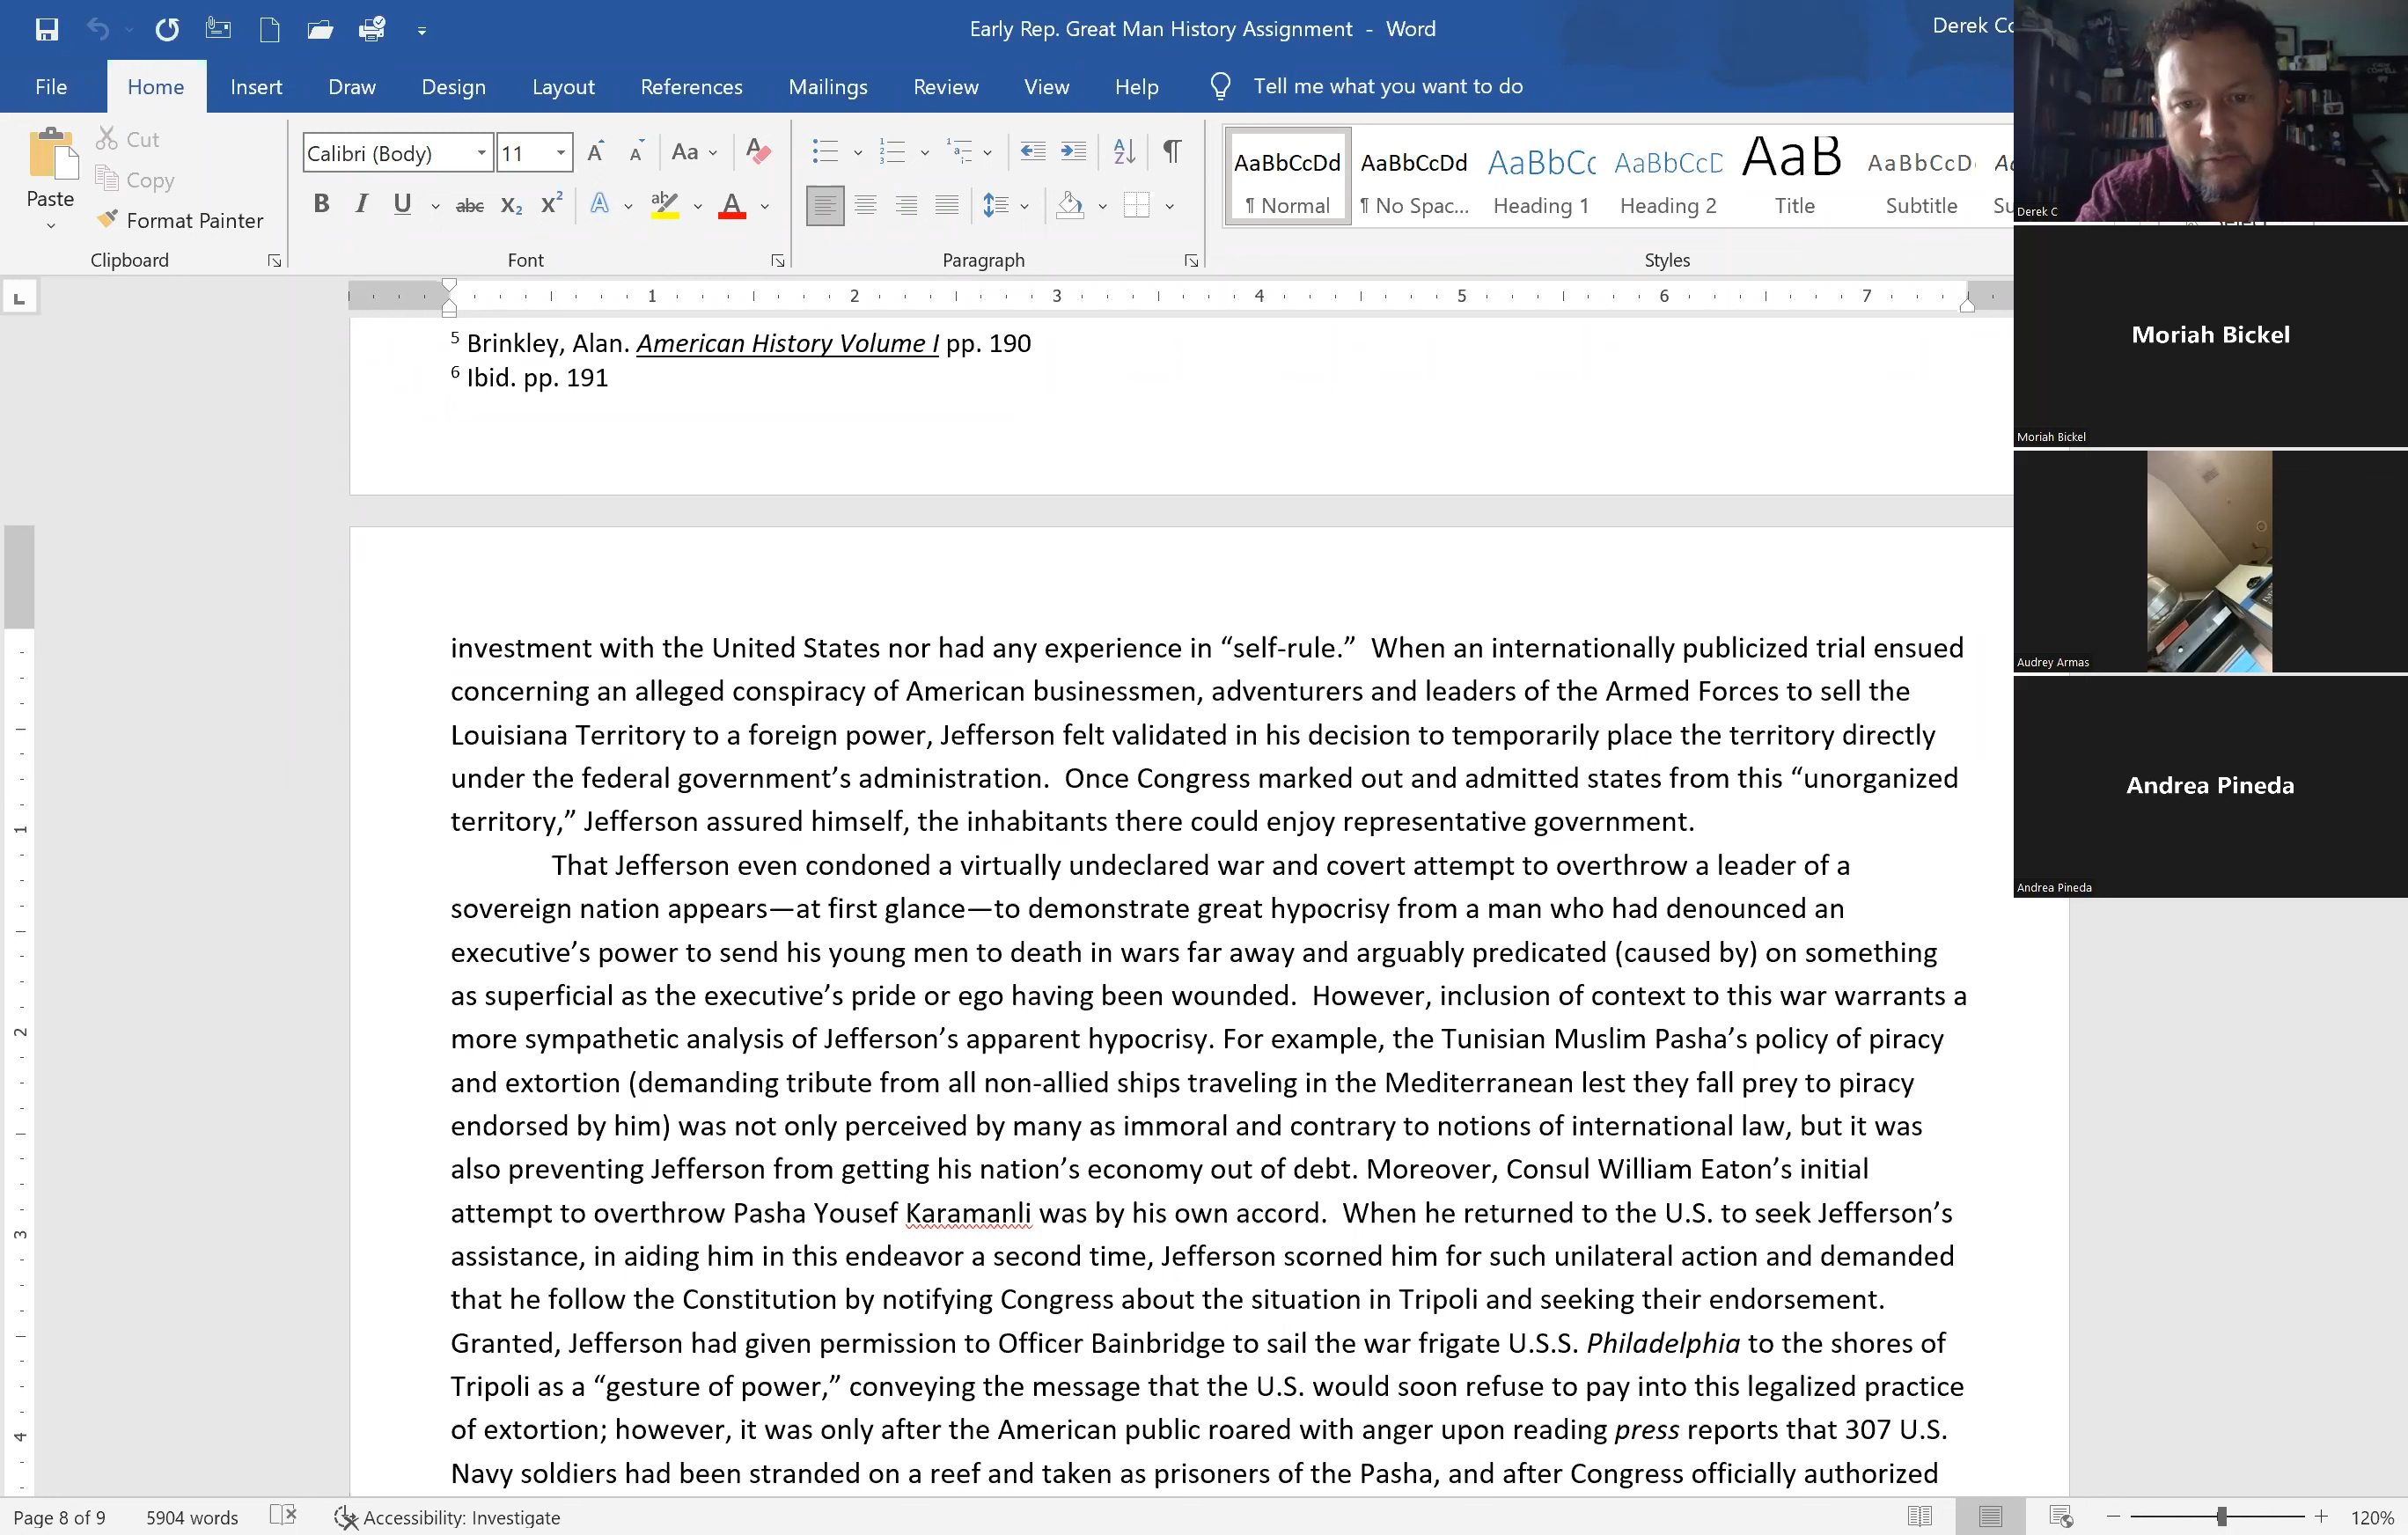 Early Rep. Great Man History Assignment - Word
Derek Co
File Home Insert Draw Design Layout References Mailings Review View Help Tell me what you want to do
Paste
Cut
Copy
Format Painter
Clipboard
Calibri (Body) 11
Font
Paragraph
AaBbCcDd AaBbCcDd AaBbCc AaBbCcD AaB AaBbCcD
¶ Normal ¶ No Spac... Heading 1 Heading 2 Title Subtitle Su
Styles
1 2 3 4 5 6 7
5 Brinkley, Alan. American History Volume I pp. 190
6 Ibid. pp. 191
investment with the United States nor had any experience in “self-rule.”  When an internationally publicized trial ensued
concerning an alleged conspiracy of American businessmen, adventurers and leaders of the Armed Forces to sell the
Louisiana Territory to a foreign power, Jefferson felt validated in his decision to temporarily place the territory directly
under the federal government’s administration.  Once Congress marked out and admitted states from this “unorganized
territory,” Jefferson assured himself, the inhabitants there could enjoy representative government.
That Jefferson even condoned a virtually undeclared war and covert attempt to overthrow a leader of a
sovereign nation appears—at first glance—to demonstrate great hypocrisy from a man who had denounced an
executive’s power to send his young men to death in wars far away and arguably predicated (caused by) on something
as superficial as the executive’s pride or ego having been wounded.  However, inclusion of context to this war warrants a
more sympathetic analysis of Jefferson’s apparent hypocrisy. For example, the Tunisian Muslim Pasha’s policy of piracy
and extortion (demanding tribute from all non-allied ships traveling in the Mediterranean lest they fall prey to piracy
endorsed by him) was not only perceived by many as immoral and contrary to notions of international law, but it was
also preventing Jefferson from getting his nation’s economy out of debt. Moreover, Consul William Eaton’s initial
attempt to overthrow Pasha Yousef Karamanli was by his own accord.  When he returned to the U.S. to seek Jefferson’s
assistance, in aiding him in this endeavor a second time, Jefferson scorned him for such unilateral action and demanded
that he follow the Constitution by notifying Congress about the situation in Tripoli and seeking their endorsement.
Granted, Jefferson had given permission to Officer Bainbridge to sail the war frigate U.S.S. Philadelphia to the shores of
Tripoli as a “gesture of power,” conveying the message that the U.S. would soon refuse to pay into this legalized practice
of extortion; however, it was only after the American public roared with anger upon reading press reports that 307 U.S.
Navy soldiers had been stranded on a reef and taken as prisoners of the Pasha, and after Congress officially authorized
1
2
3
4
Derek C
Moriah Bickel
Moriah Bickel
Audrey Armas
Andrea Pineda
Andrea Pineda
Page 8 of 9 5904 words Accessibility: Investigate 120%